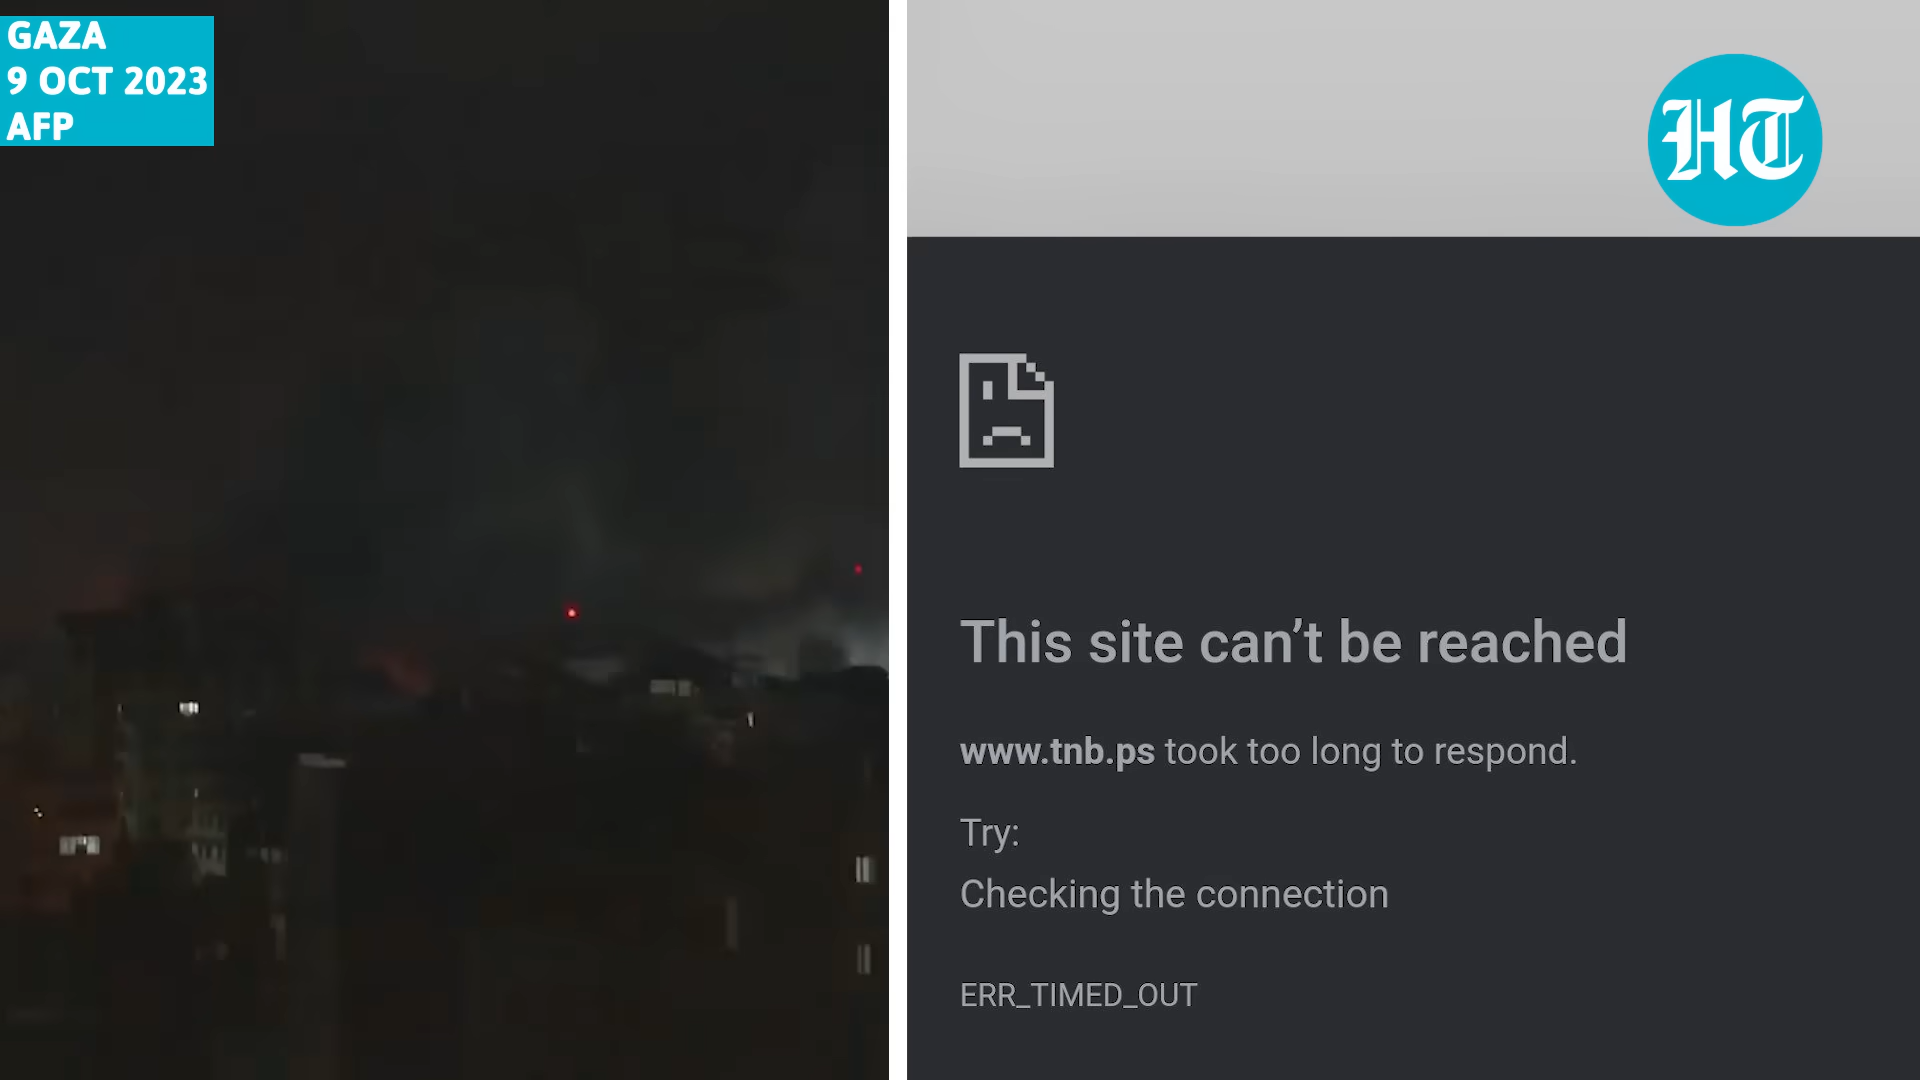 GAZA
9 OCT 2023
AFP
HT
This site can’t be reached
www.tnb.ps took too long to respond.
Try:
Checking the connection
ERR_TIMED_OUT